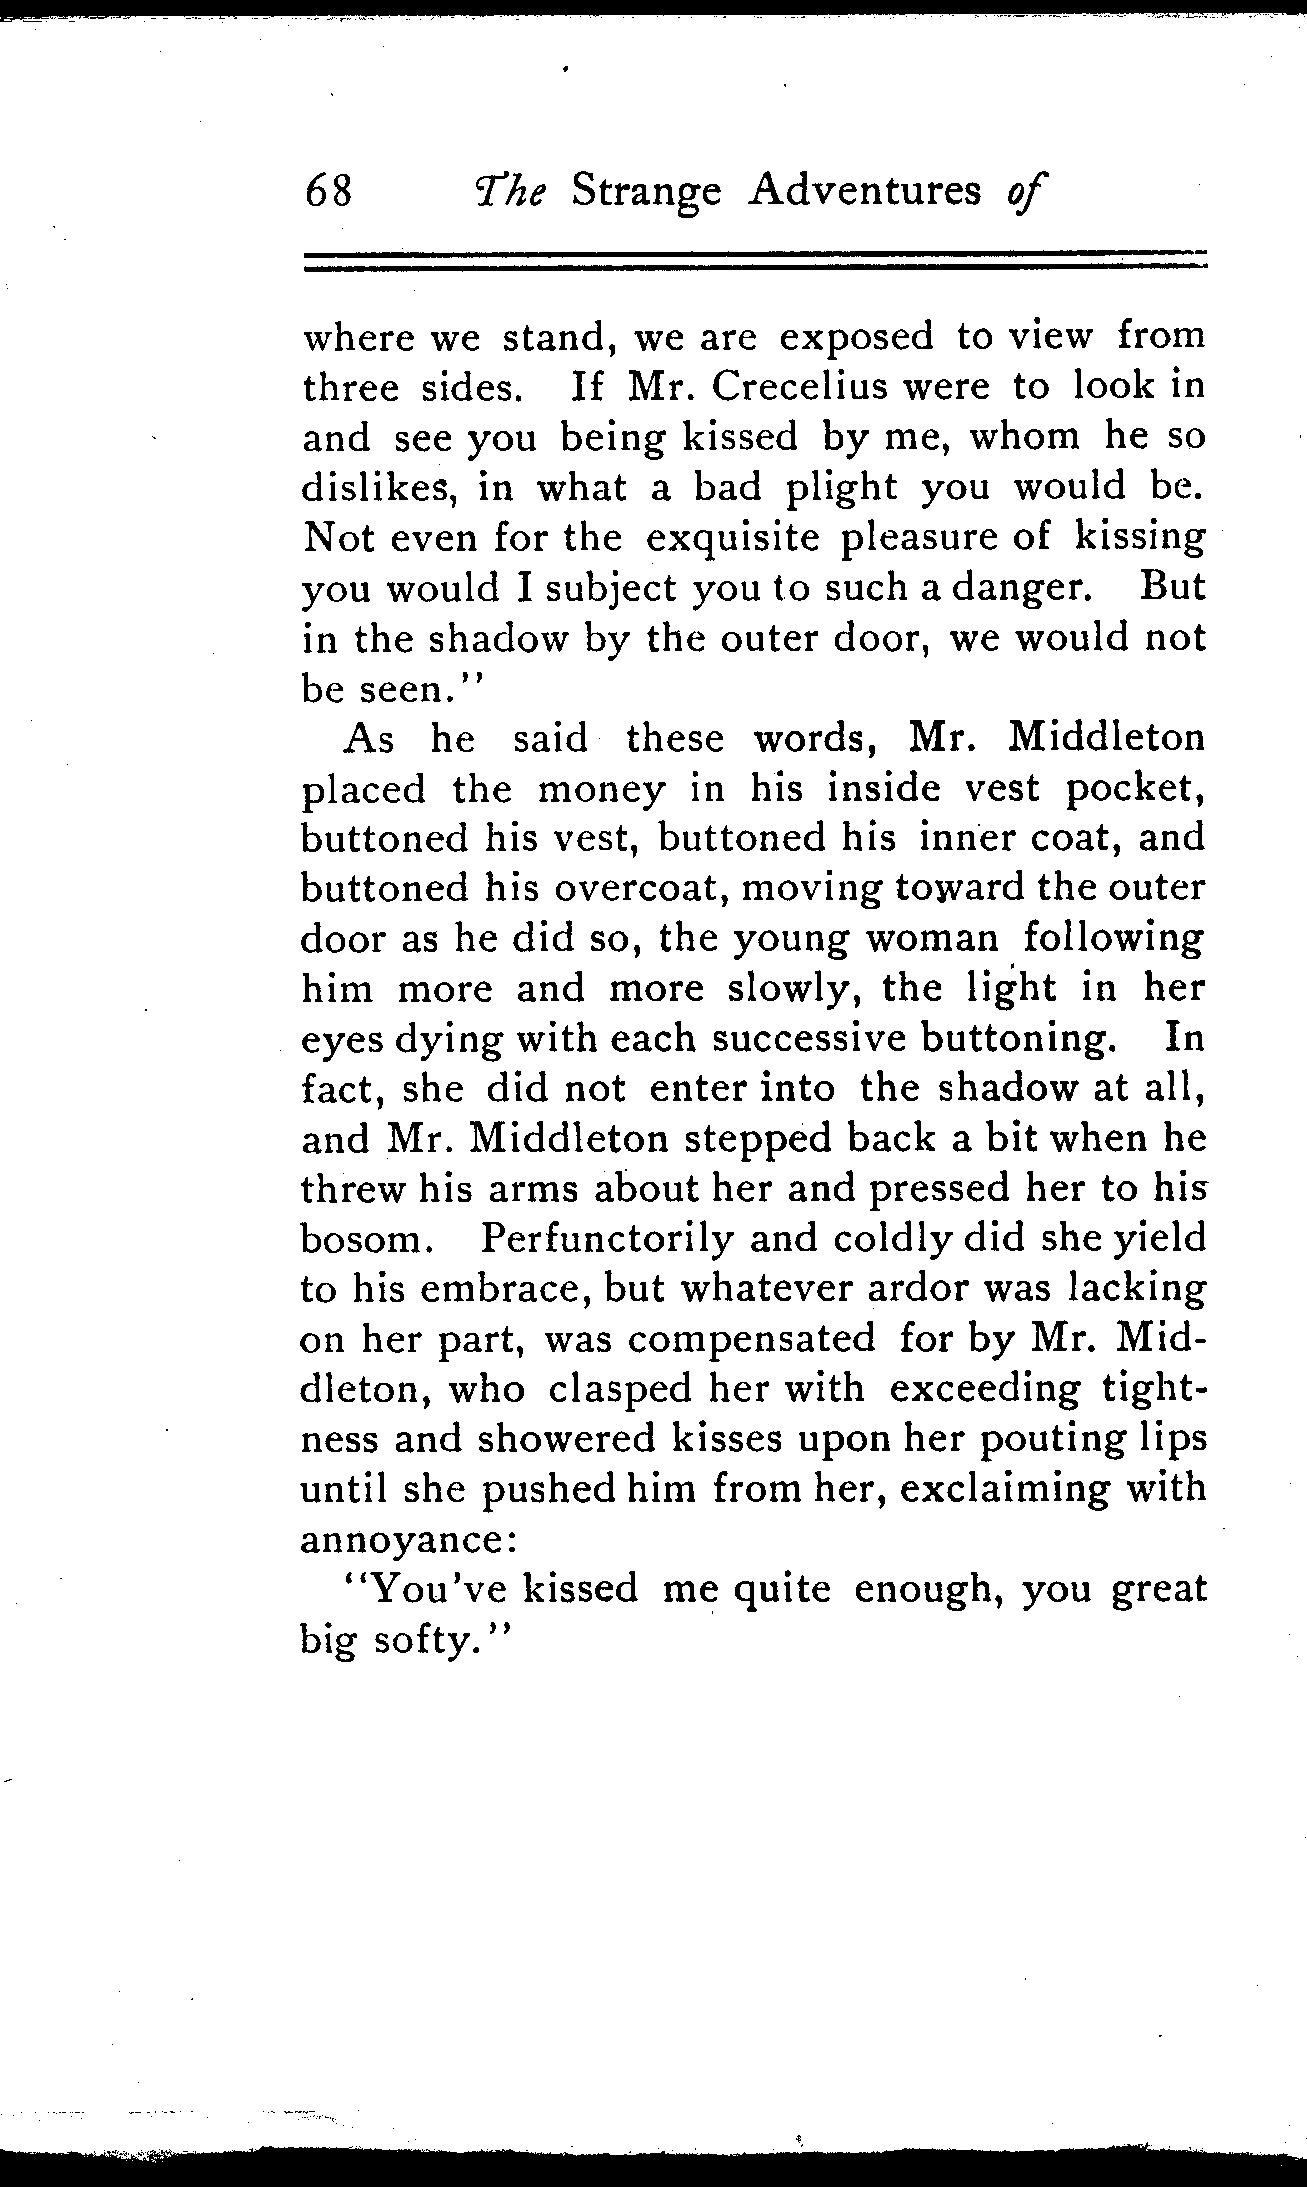 68 The Strange Adventures of
where we stand, we are exposed to view from
three sides. If Mr. Crecelius were to look in
and see you being kissed by me, whom he so
dislikes, in what a bad plight you would be.
Not even for the exquisite pleasure of kissing
you would I subject you to such a danger. But
in the shadow by the outer door, we would not
be seen."
As he said these words, Mr. Middleton
placed the money in his inside vest pocket,
buttoned his vest, buttoned his inner coat, and
buttoned his overcoat, moving toward the outer
door as he did so, the young woman following
him more and more slowly, the light in her
eyes dying with each successive buttoning. In
fact, she did not enter into the shadow at all,
and Mr. Middleton stepped back a bit when he
threw his arms about her and pressed her to his
bosom. Perfunctorily and coldly did she yield
to his embrace, but whatever ardor was lacking
on her part, was compensated for by Mr. Mid-
dleton, who clasped her with exceeding tight-
ness and showered kisses upon her pouting lips
until she pushed him from her, exclaiming with
annoyance:
"You've kissed me quite enough, you great
big softy."